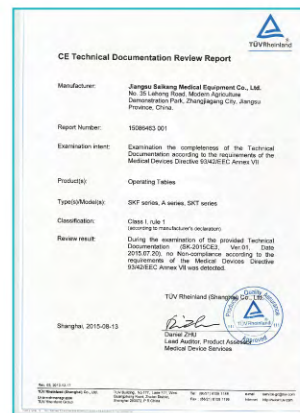 TÜVRheinland
CE Technical Documentation Review Report
Manufacturer: Jiangsu Saikang Medical Equipment Co., Ltd.
No. 35 Lehong Road, Modern Agriculture
Demonstration Park, Zhangjiagang City, Jiangsu
Province, China.
Report Number: 15086463 001
Examination intent: Examination the completeness of the Technical
Documentation according to the requirements of the
Medical Devices Directive 93/42/EEC Annex VII
Product(s): Operating Tables
Type(s)/Model(s): SKF series, A series, SKT series
Classification: Class I, rule 1
(according to manufacturer's declaration)
Review result: During the examination of the provided Technical
Documentation (SK-2015CE3, Ver.01, Date
2015.07.20), no Non-compliance according to the
requirements of the Medical Devices Directive
93/42/EEC Annex VII was detected.
TÜV Rheinland (Shanghai) Co., Ltd.
Quality Assurance
TÜVRheinland
Approved
Shanghai, 2015-08-13
Daniel ZHU
Lead Auditor, Product Assessor
Medical Device Services